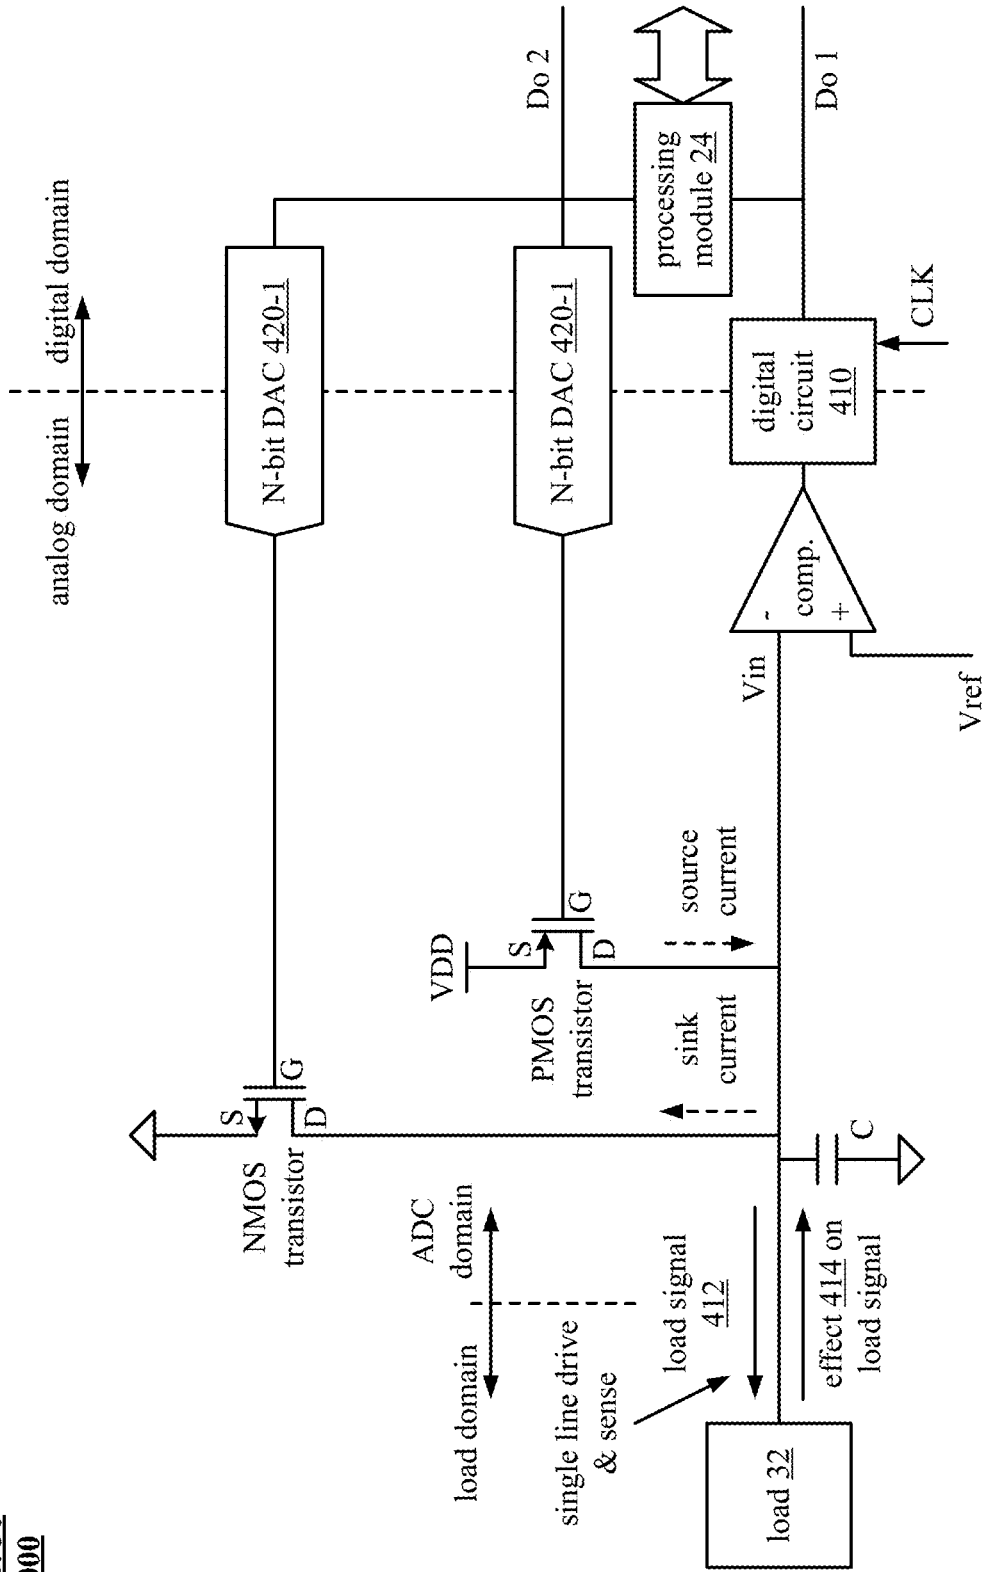 000
analog domain
digital domain
N-bit DAC 420-1
N-bit DAC 420-1
Do 2
processing
module 24
Do 1
digital
circuit
410
CLK
comp.
-
+
Vin
Vref
S
G
D
NMOS
transistor
VDD
S
G
D
PMOS
transistor
source
current
sink
current
C
ADC
domain
load domain
single line drive
& sense
load signal
412
effect 414 on
load signal
load 32